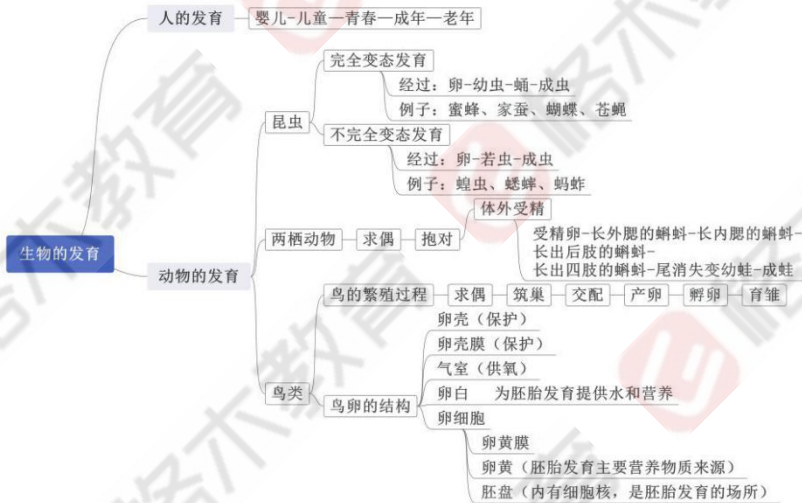 人的发育
婴儿-儿童—青春—成年—老年
完全变态发育
经过：卵-幼虫-蛹-成虫
例子：蜜蜂、家蚕、蝴蝶、苍蝇
昆虫
不完全变态发育
经过：卵-若虫-成虫
例子：蝗虫、蟋蟀、蚂蚱
体外受精
受精卵-长外腮的蝌蚪-长内腮的蝌蚪-
长出后肢的蝌蚪-
长出四肢的蝌蚪-尾消失变幼蛙-成蛙
两栖动物 求偶 抱对
生物的发育
动物的发育
鸟的繁殖过程 求偶 筑巢 交配 产卵 孵卵 育雏
卵壳（保护）
卵壳膜（保护）
气室（供氧）
鸟类
鸟卵的结构
卵白 为胚胎发育提供水和营养
卵细胞
卵黄膜
卵黄（胚胎发育主要营养物质来源）
胚盘（内有细胞核，是胚胎发育的场所）
格木教育
格木教育